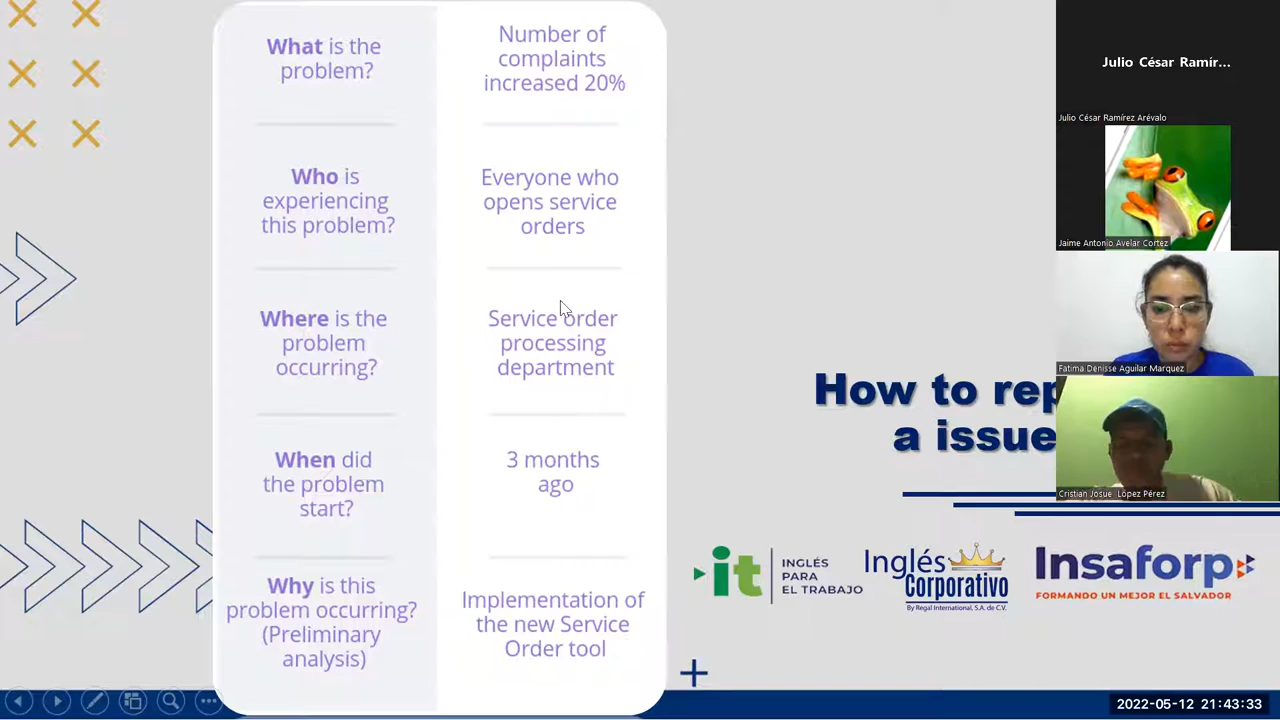 What is the
problem?
Number of
complaints
increased 20%
Who is
experiencing
this problem?
Everyone who
opens service
orders
Where is the
problem
occurring?
Service order
processing
department
When did
the problem
start?
3 months
ago
Why is this
problem occurring?
(Preliminary
analysis)
Implementation of
the new Service
Order tool
How to rep
a issue
it
INGLÉS
PARA
EL TRABAJO
Inglés
Corporativo
By Regal International, S.A. de C.V.
Insaforp
FORMANDO UN MEJOR EL SALVADOR
Julio César Ramír...
Julio César Ramírez Arévalo
Jaime Antonio Avelar Cortez
Fatima Denisse Aguilar Marquez
Cristian Josue López Pérez
2022-05-12 21:43:33